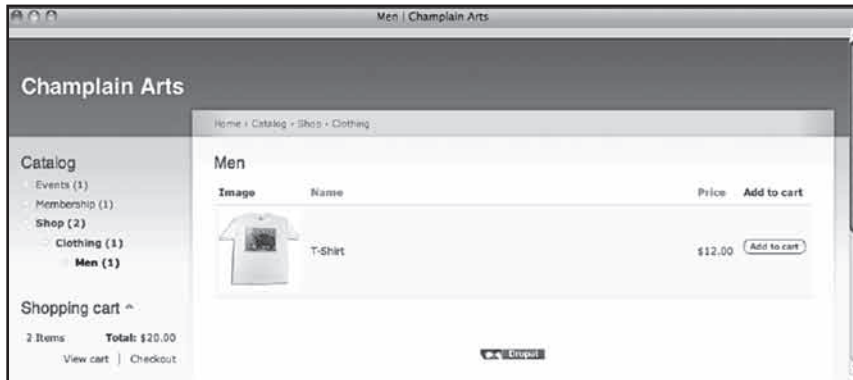 Men | Champlain Arts
Champlain Arts
Home › Catalog › Shop › Clothing
Catalog
Events (1)
Membership (1)
Shop (2)
Clothing (1)
Men (1)
Shopping cart
2 Items Total: $20.00
View cart | Checkout
Men
Image Name Price Add to cart
T-Shirt $12.00 Add to cart
Drupal